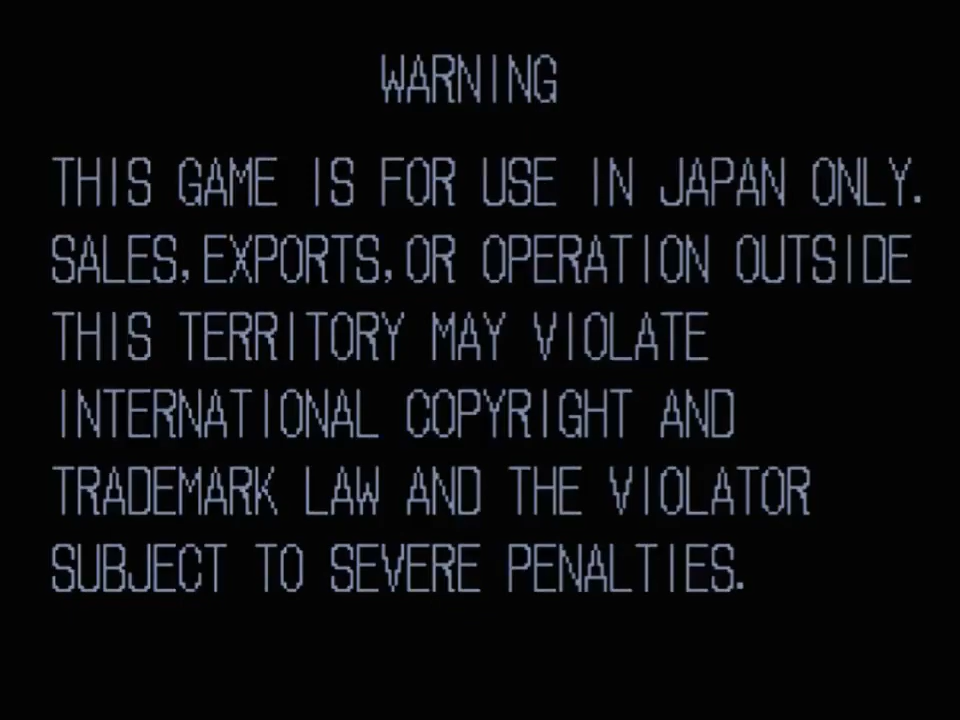 WARNING
THIS GAME IS FOR USE IN JAPAN ONLY.
SALES,EXPORTS,OR OPERATION OUTSIDE
THIS TERRITORY MAY VIOLATE
INTERNATIONAL COPYRIGHT AND
TRADEMARK LAW AND THE VIOLATOR
SUBJECT TO SEVERE PENALTIES.